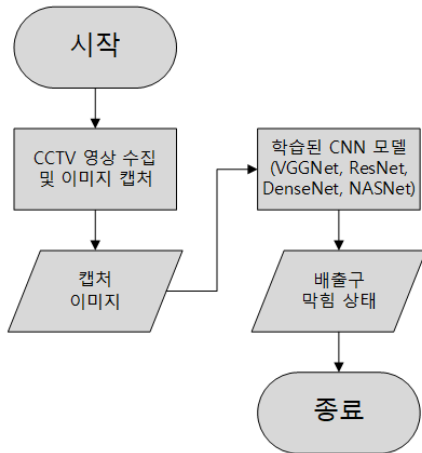 시작
CCTV 영상 수집
및 이미지 캡처
캡처
이미지
학습된 CNN 모델
(VGGNet, ResNet,
DenseNet, NASNet)
배출구
막힘 상태
종료